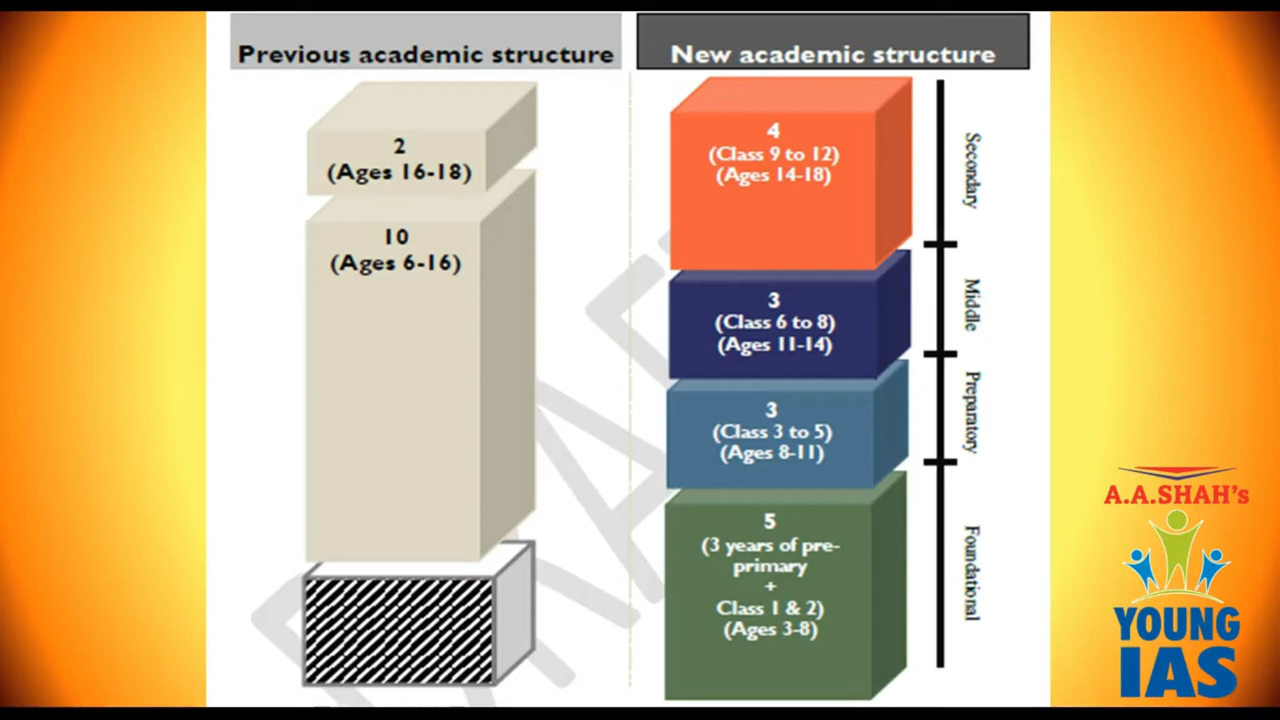 Previous academic structure
New academic structure
2
(Ages 16-18)
10
(Ages 6-16)
4
(Class 9 to 12)
(Ages 14-18)
3
(Class 6 to 8)
(Ages 11-14)
3
(Class 3 to 5)
(Ages 8-11)
5
(3 years of pre-
primary
+
Class 1 & 2)
(Ages 3-8)
Secondary
Middle
Preparatory
Foundational
A.A.SHAH's
YOUNG
IAS